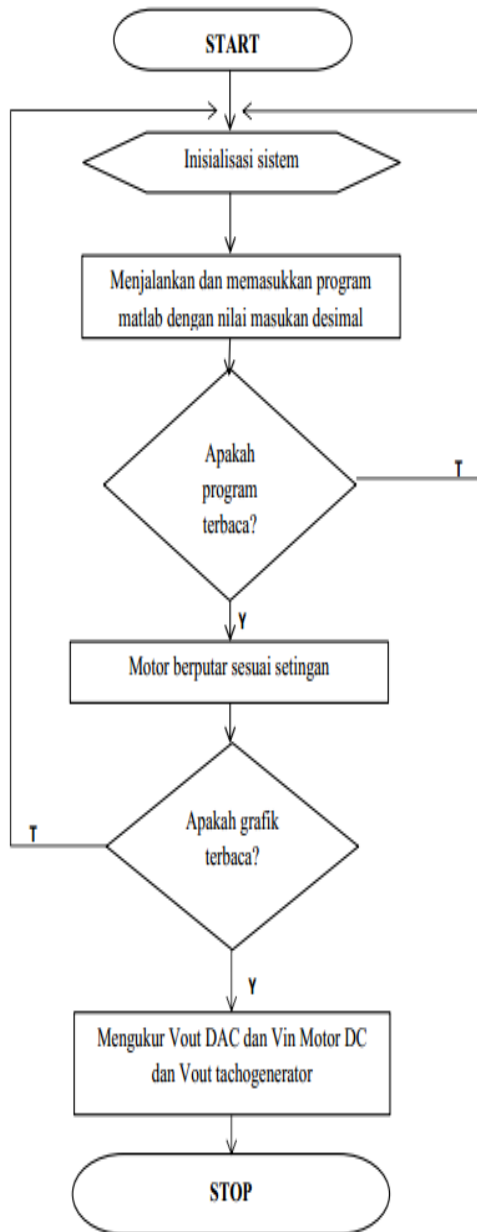 START
Inisialisasi sistem
Menjalankan dan memasukkan program
matlab dengan nilai masukan desimal
Apakah
program
terbaca?
T
Y
Motor berputar sesuai setingan
Apakah grafik
terbaca?
T
Y
Mengukur Vout DAC dan Vin Motor DC
dan Vout tachogenerator
STOP